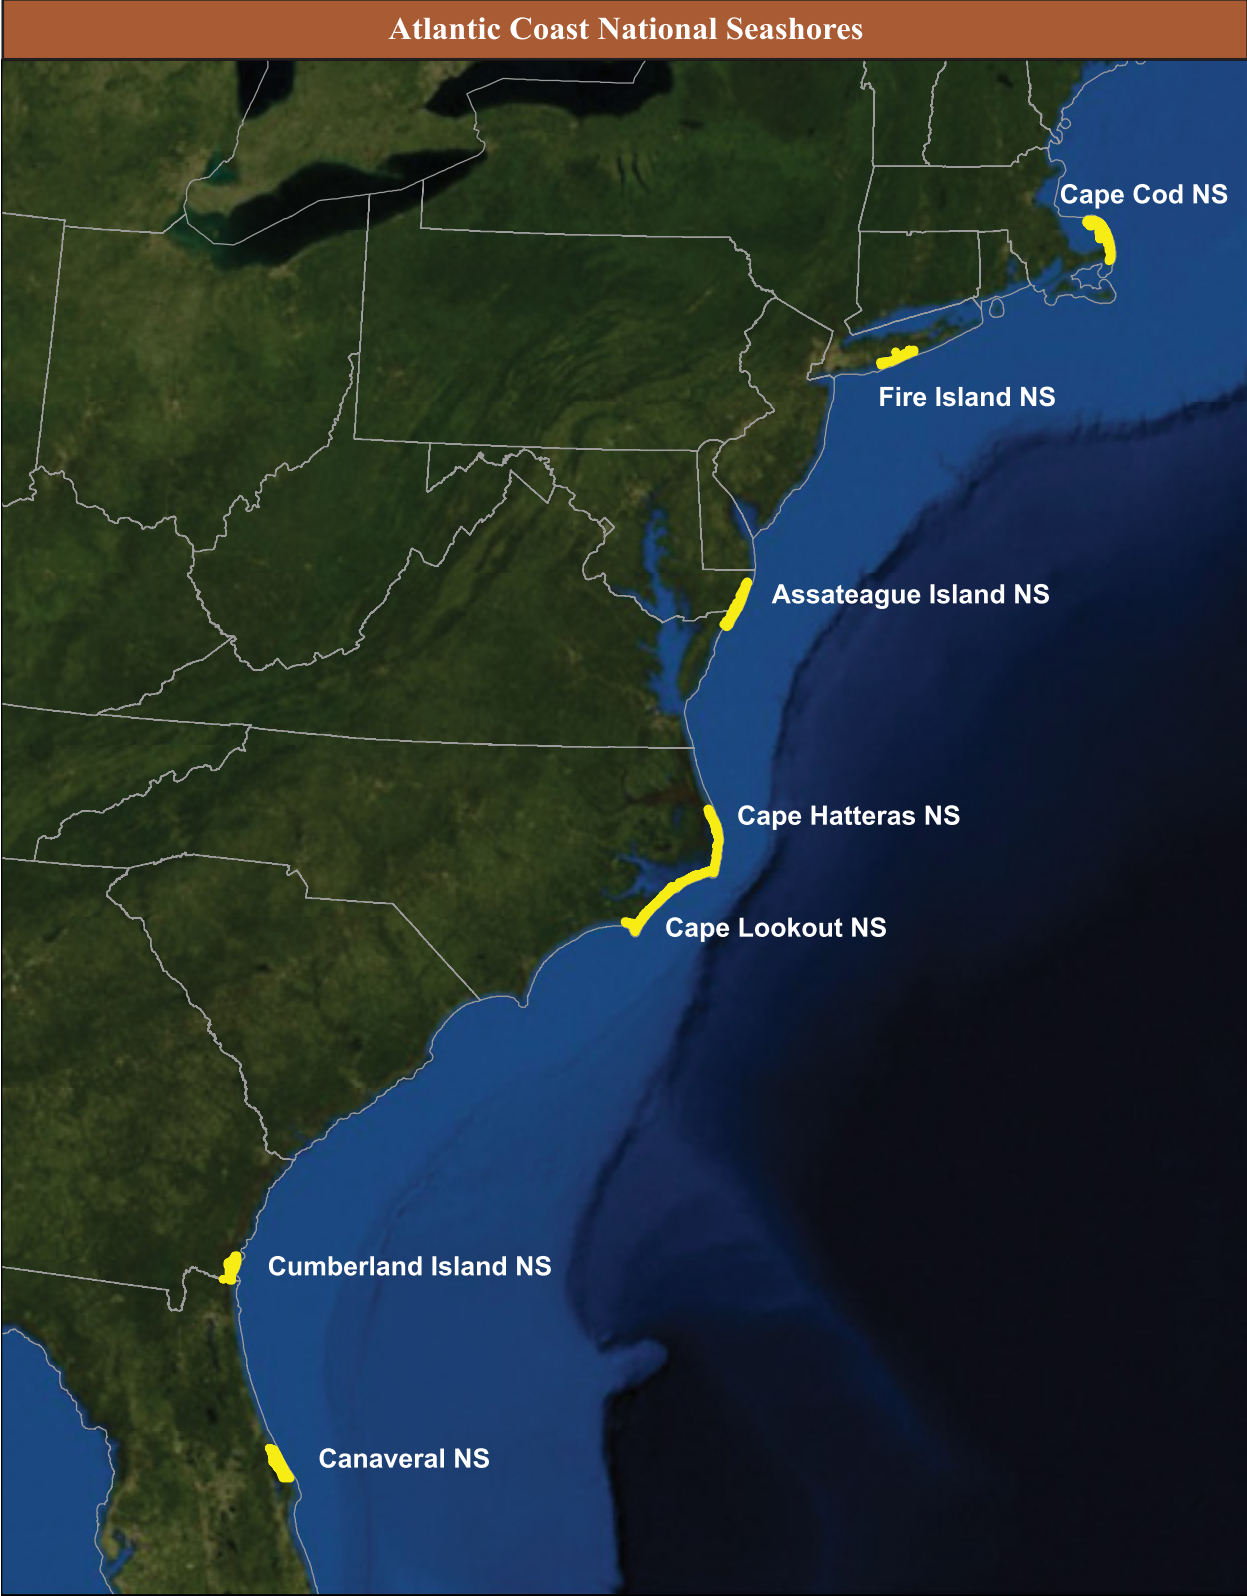 Atlantic Coast National Seashores
Cape Cod NS
Fire Island NS
Assateague Island NS
Cape Hatteras NS
Cape Lookout NS
Cumberland Island NS
Canaveral NS